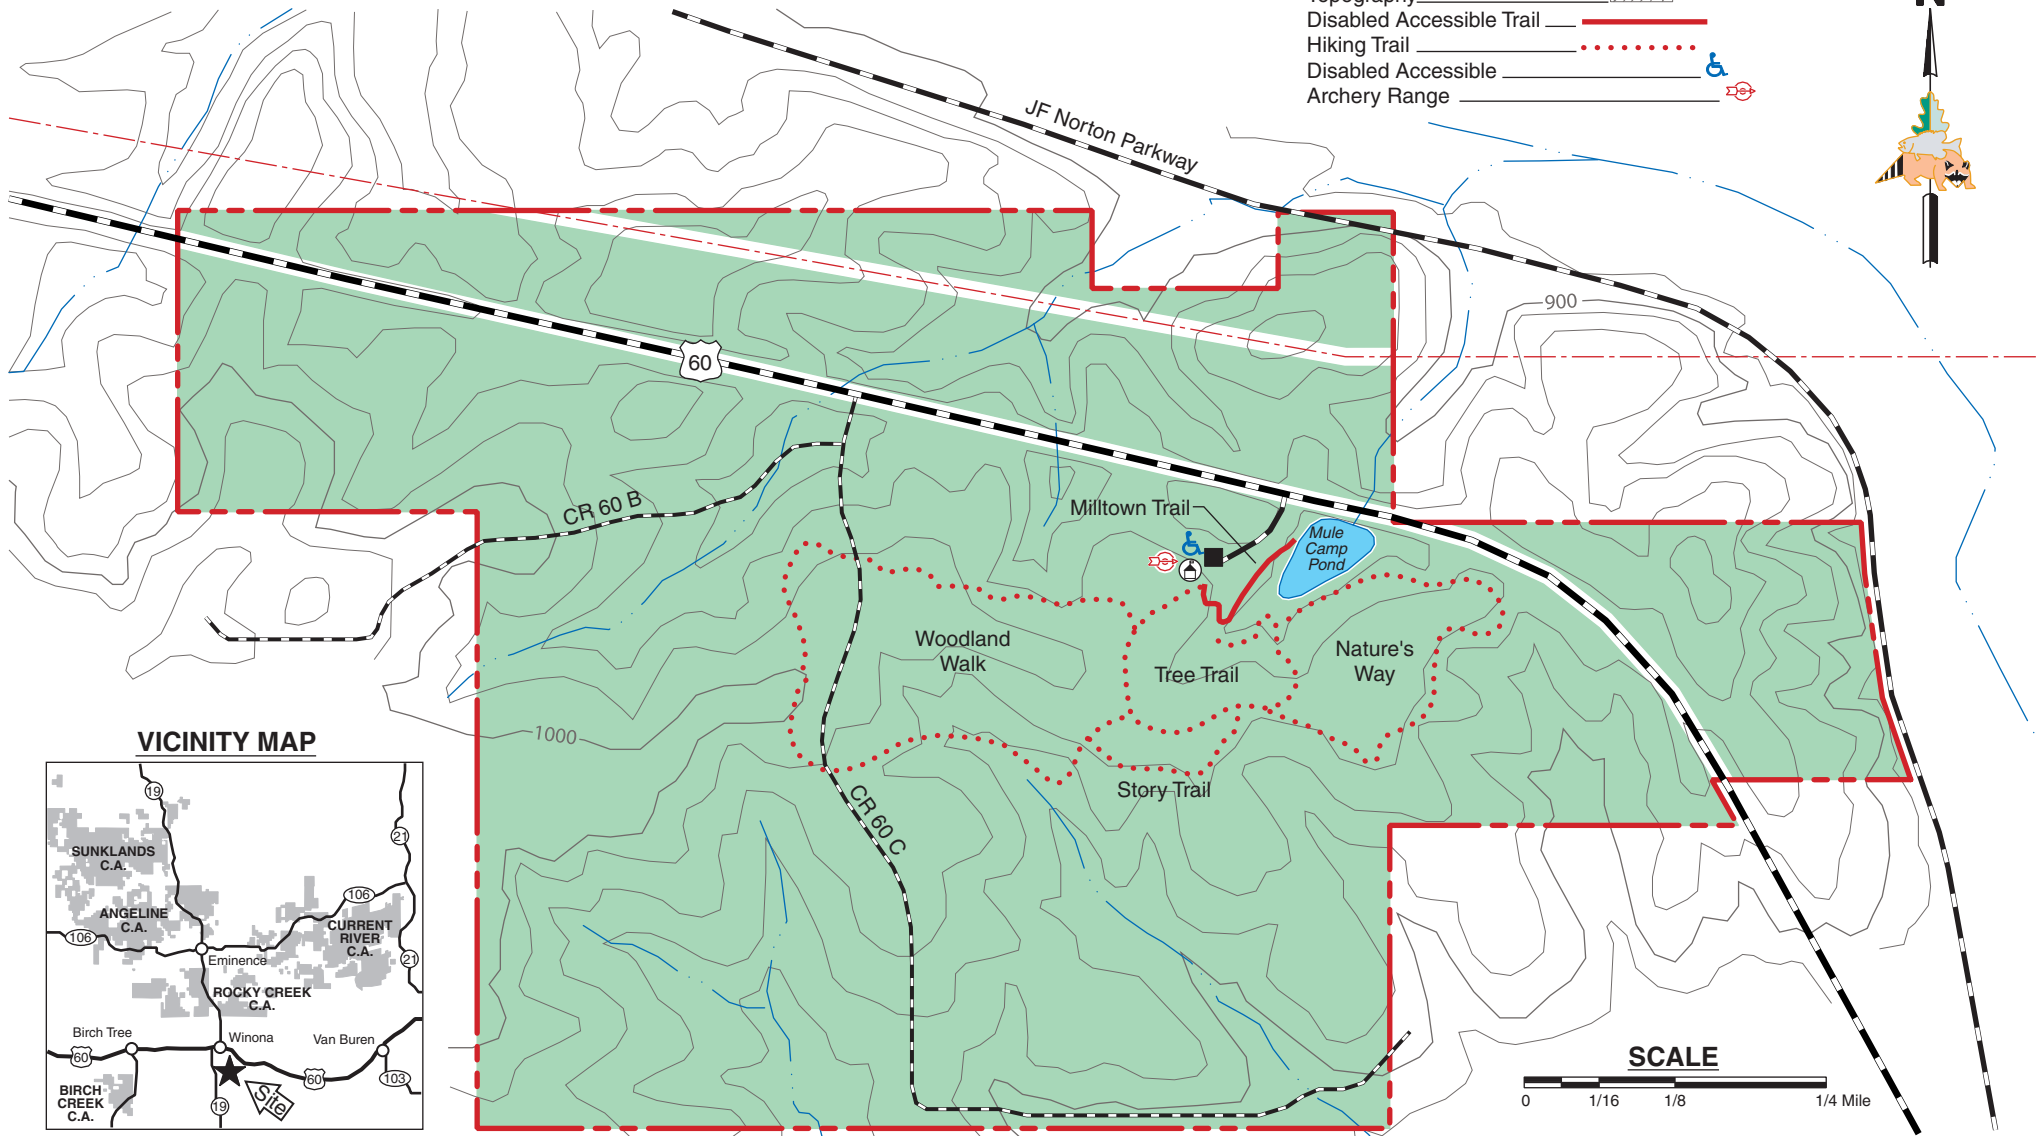 Topography
Disabled Accessible Trail
Hiking Trail
Disabled Accessible
Archery Range
N
JF Norton Parkway
900
60
CR 60 B
Milltown Trail
Mule
Camp
Pond
Woodland
Walk
Tree Trail
Nature's
Way
1000
Story Trail
CR 60 C
VICINITY MAP
19
21
SUNKLANDS
C.A.
106
ANGELINE
C.A.
CURRENT
RIVER
C.A.
106
Eminence
21
ROCKY CREEK
C.A.
Birch Tree
Winona
Van Buren
60
60
103
BIRCH
CREEK
C.A.
19
Site
SCALE
0 1/16 1/8 1/4 Mile